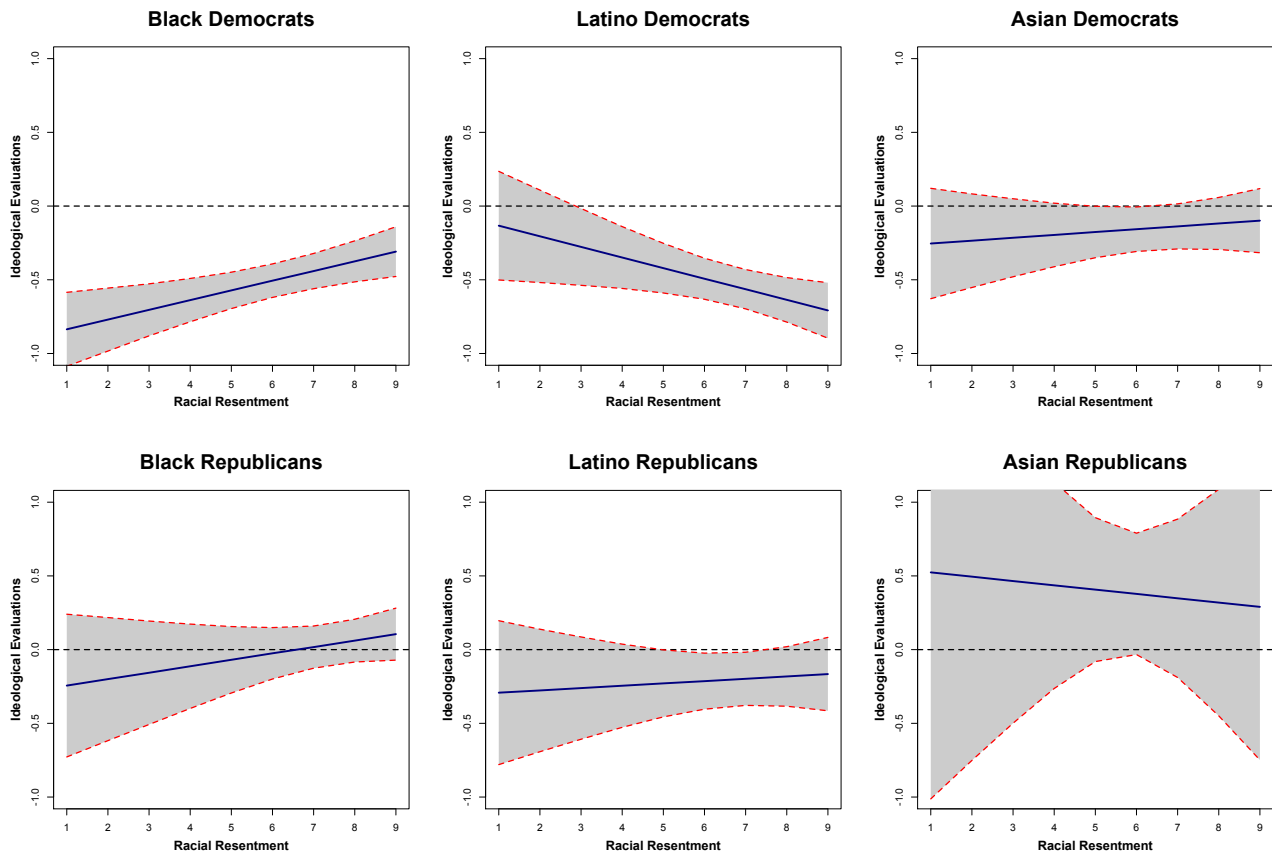 Black Democrats
Ideological Evaluations
1.0
0.5
0.0
-0.5
-1.0
1 2 3 4 5 6 7 8 9
Racial Resentment
Latino Democrats
Ideological Evaluations
1.0
0.5
0.0
-0.5
-1.0
1 2 3 4 5 6 7 8 9
Racial Resentment
Asian Democrats
Ideological Evaluations
1.0
0.5
0.0
-0.5
-1.0
1 2 3 4 5 6 7 8 9
Racial Resentment
Black Republicans
Ideological Evaluations
1.0
0.5
0.0
-0.5
-1.0
1 2 3 4 5 6 7 8 9
Racial Resentment
Latino Republicans
Ideological Evaluations
1.0
0.5
0.0
-0.5
-1.0
1 2 3 4 5 6 7 8 9
Racial Resentment
Asian Republicans
Ideological Evaluations
1.0
0.5
0.0
-0.5
-1.0
1 2 3 4 5 6 7 8 9
Racial Resentment